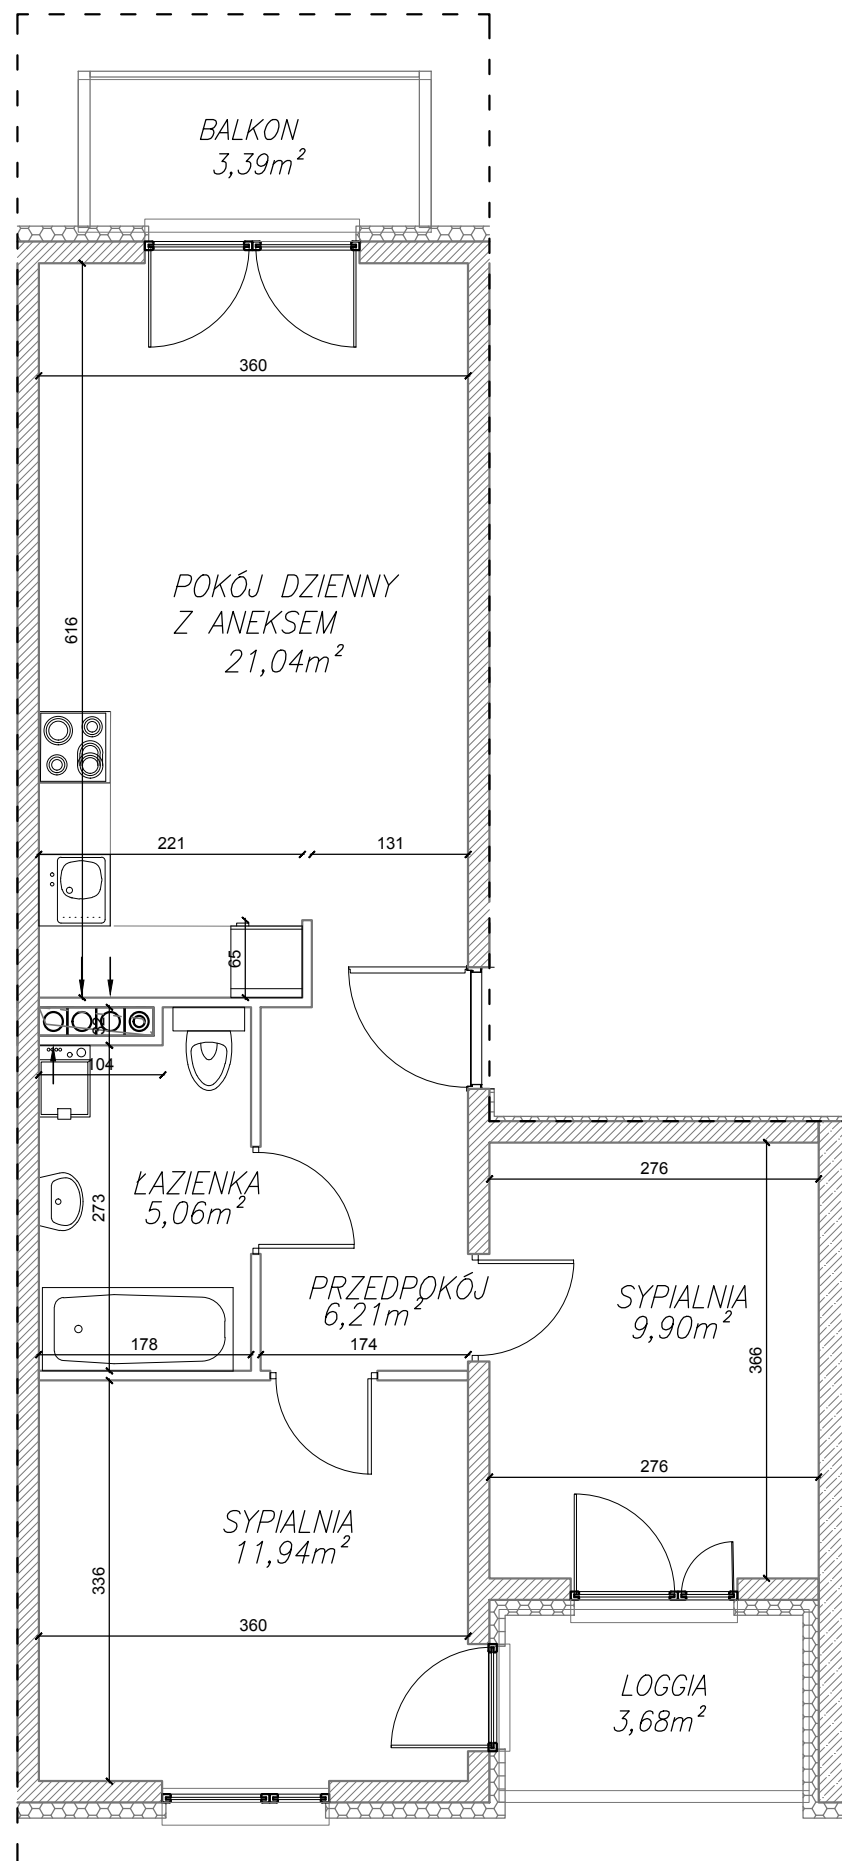 BALKON
3,39m²
360
POKÓJ DZIENNY
Z ANEKSEM
21,04m²
616
221
131
65
32
104
ŁAZIENKA
5,06m²
273
276
PRZEDPOKÓJ
6,21m²
SYPIALNIA
9,90m²
178
174
366
276
SYPIALNIA
11,94m²
336
360
LOGGIA
3,68m²